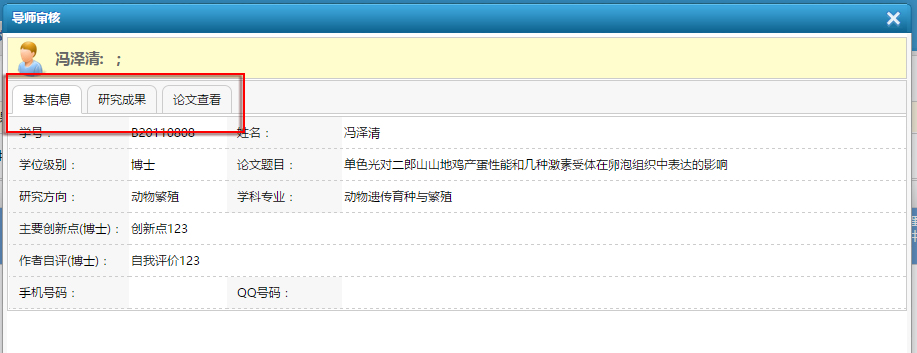 导师审核
冯泽清: ;
基本信息 研究成果 论文查看
学号： B20110808 姓名： 冯泽清
学位级别： 博士 论文题目： 单色光对二郎山山地鸡产蛋性能和几种激素受体在卵泡组织中表达的影响
研究方向： 动物繁殖 学科专业： 动物遗传育种与繁殖
主要创新点(博士)： 创新点123
作者自评(博士)： 自我评价123
手机号码： QQ号码：